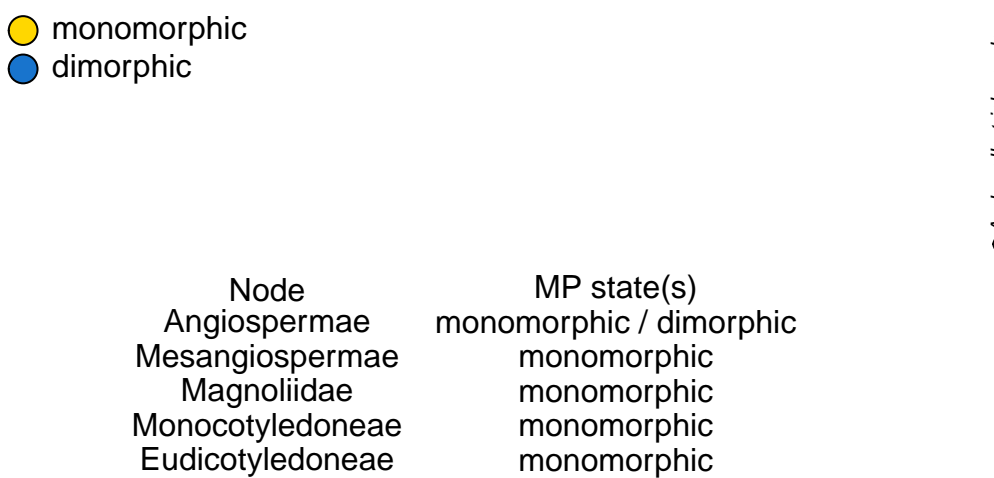 monomorphic
dimorphic
Node MP state(s)
Angiospermae monomorphic / dimorphic
Mesangiospermae monomorphic
Magnoliidae monomorphic
Monocotyledoneae monomorphic
Eudicotyledoneae monomorphic